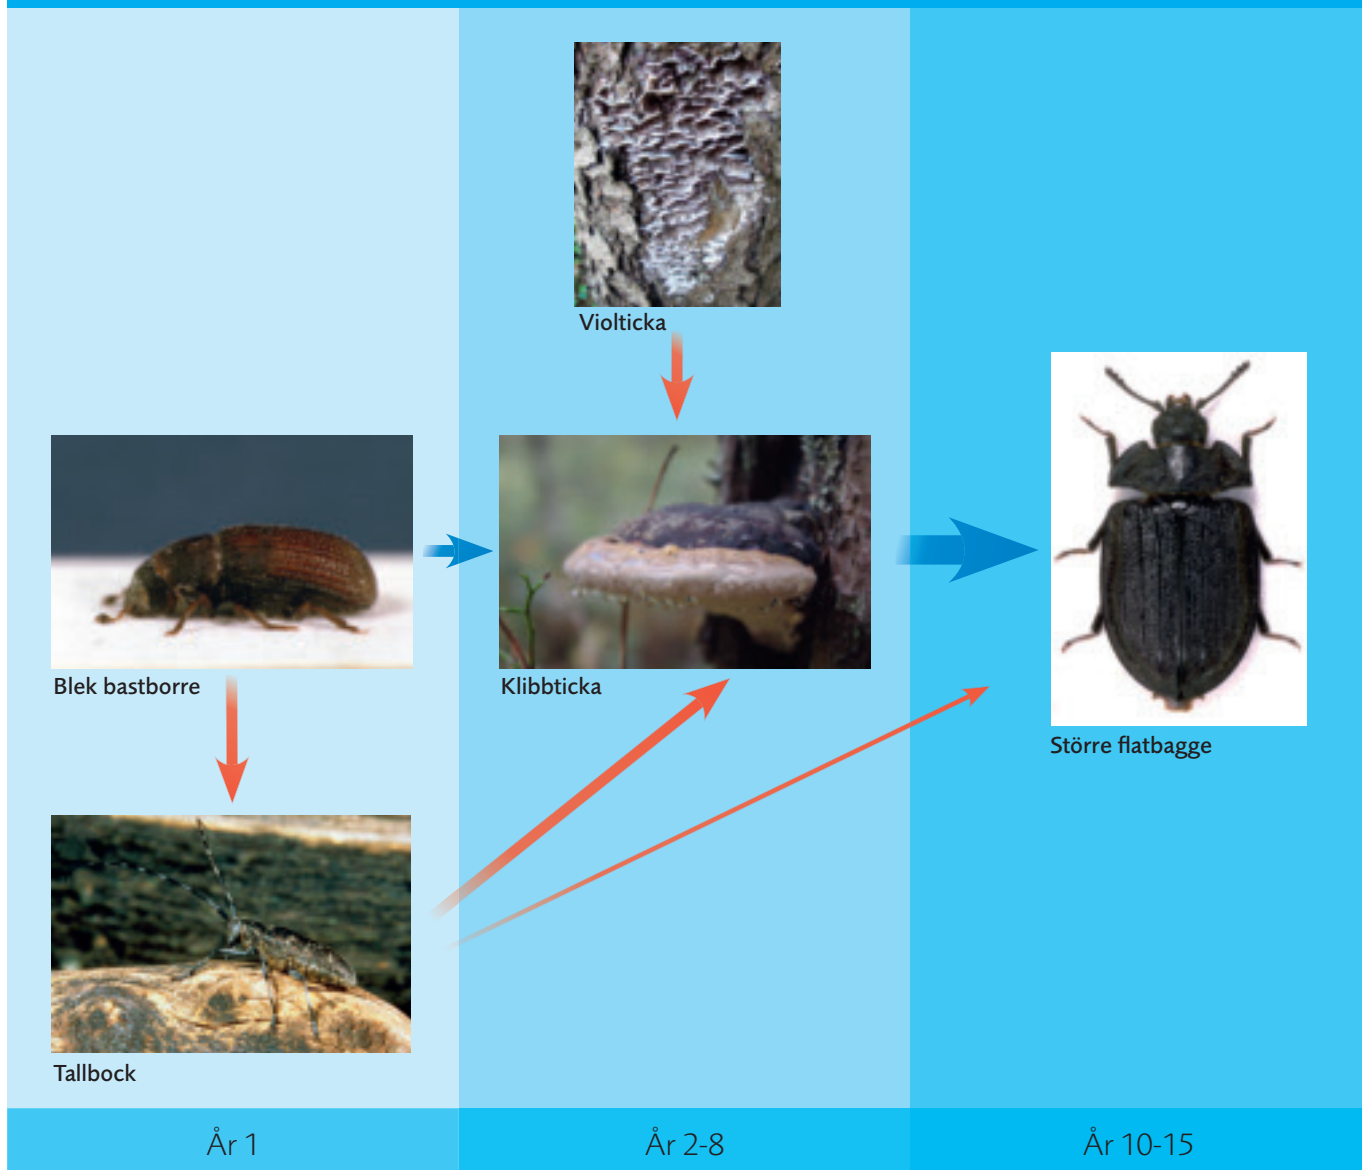 Violticka
Blek bastborre
Klibbticka
Större flatbagge
Tallbock
År 1
År 2-8
År 10-15